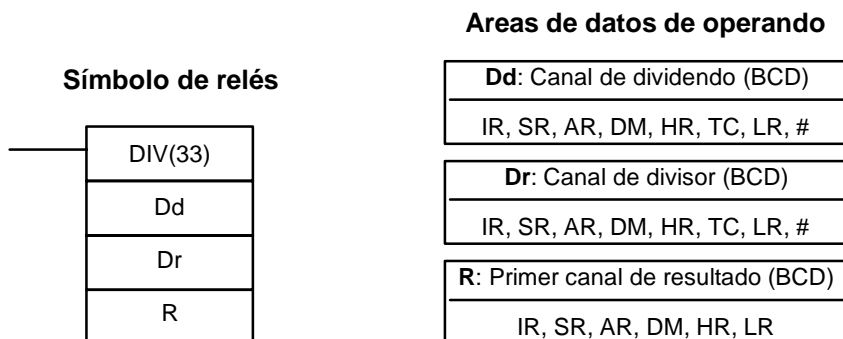 Símbolo de relés
DIV(33)
Dd
Dr
R
Areas de datos de operando
Dd: Canal de dividendo (BCD)
IR, SR, AR, DM, HR, TC, LR, #
Dr: Canal de divisor (BCD)
IR, SR, AR, DM, HR, TC, LR, #
R: Primer canal de resultado (BCD)
IR, SR, AR, DM, HR, LR